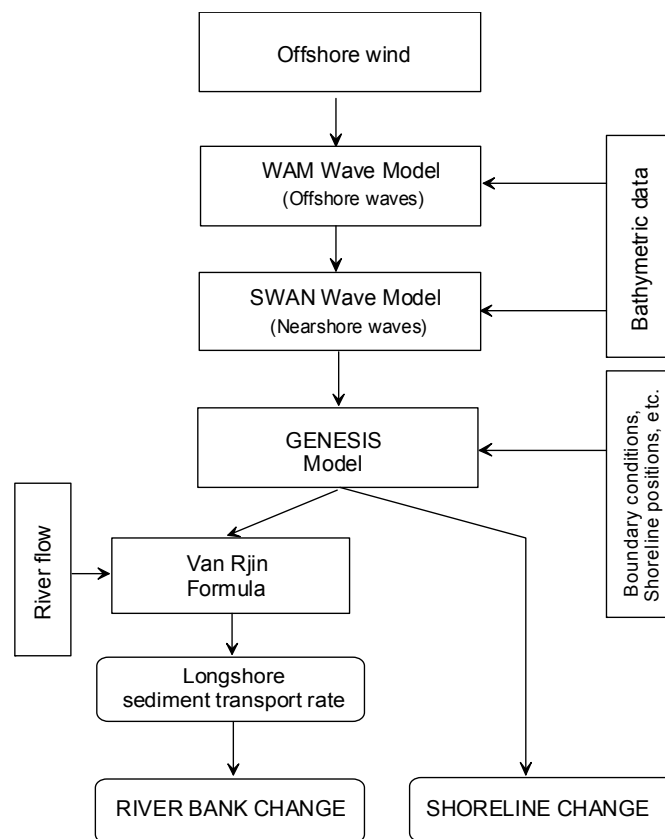 Offshore wind
WAM Wave Model
(Offshore waves)
SWAN Wave Model
(Nearshore waves)
Bathymetric data
GENESIS
Model
Boundary conditions,
Shoreline positions, etc.
River flow
Van Rjin
Formula
Longshore
sediment transport rate
RIVER BANK CHANGE
SHORELINE CHANGE